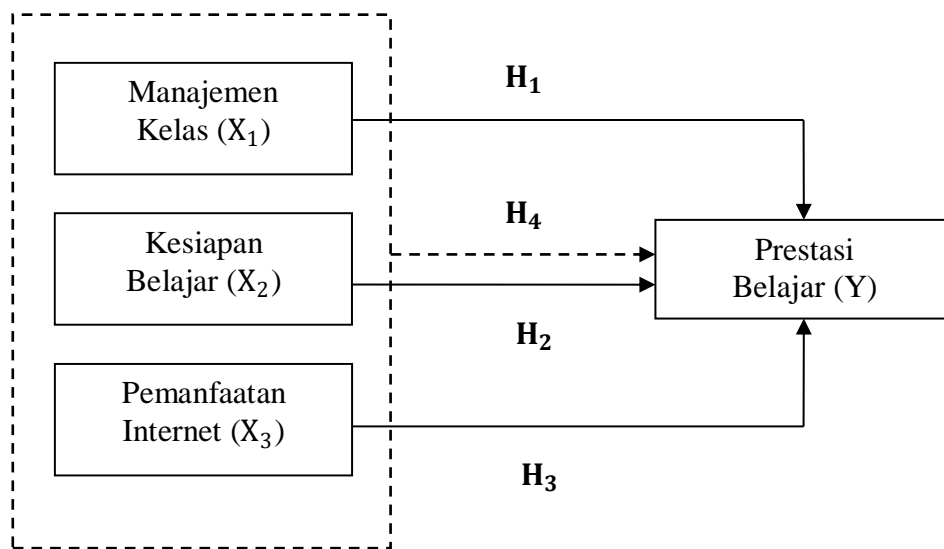 Manajemen
Kelas (X₁)
H₁
Kesiapan
Belajar (X₂)
H₄
H₂
Prestasi
Belajar (Y)
Pemanfaatan
Internet (X₃)
H₃